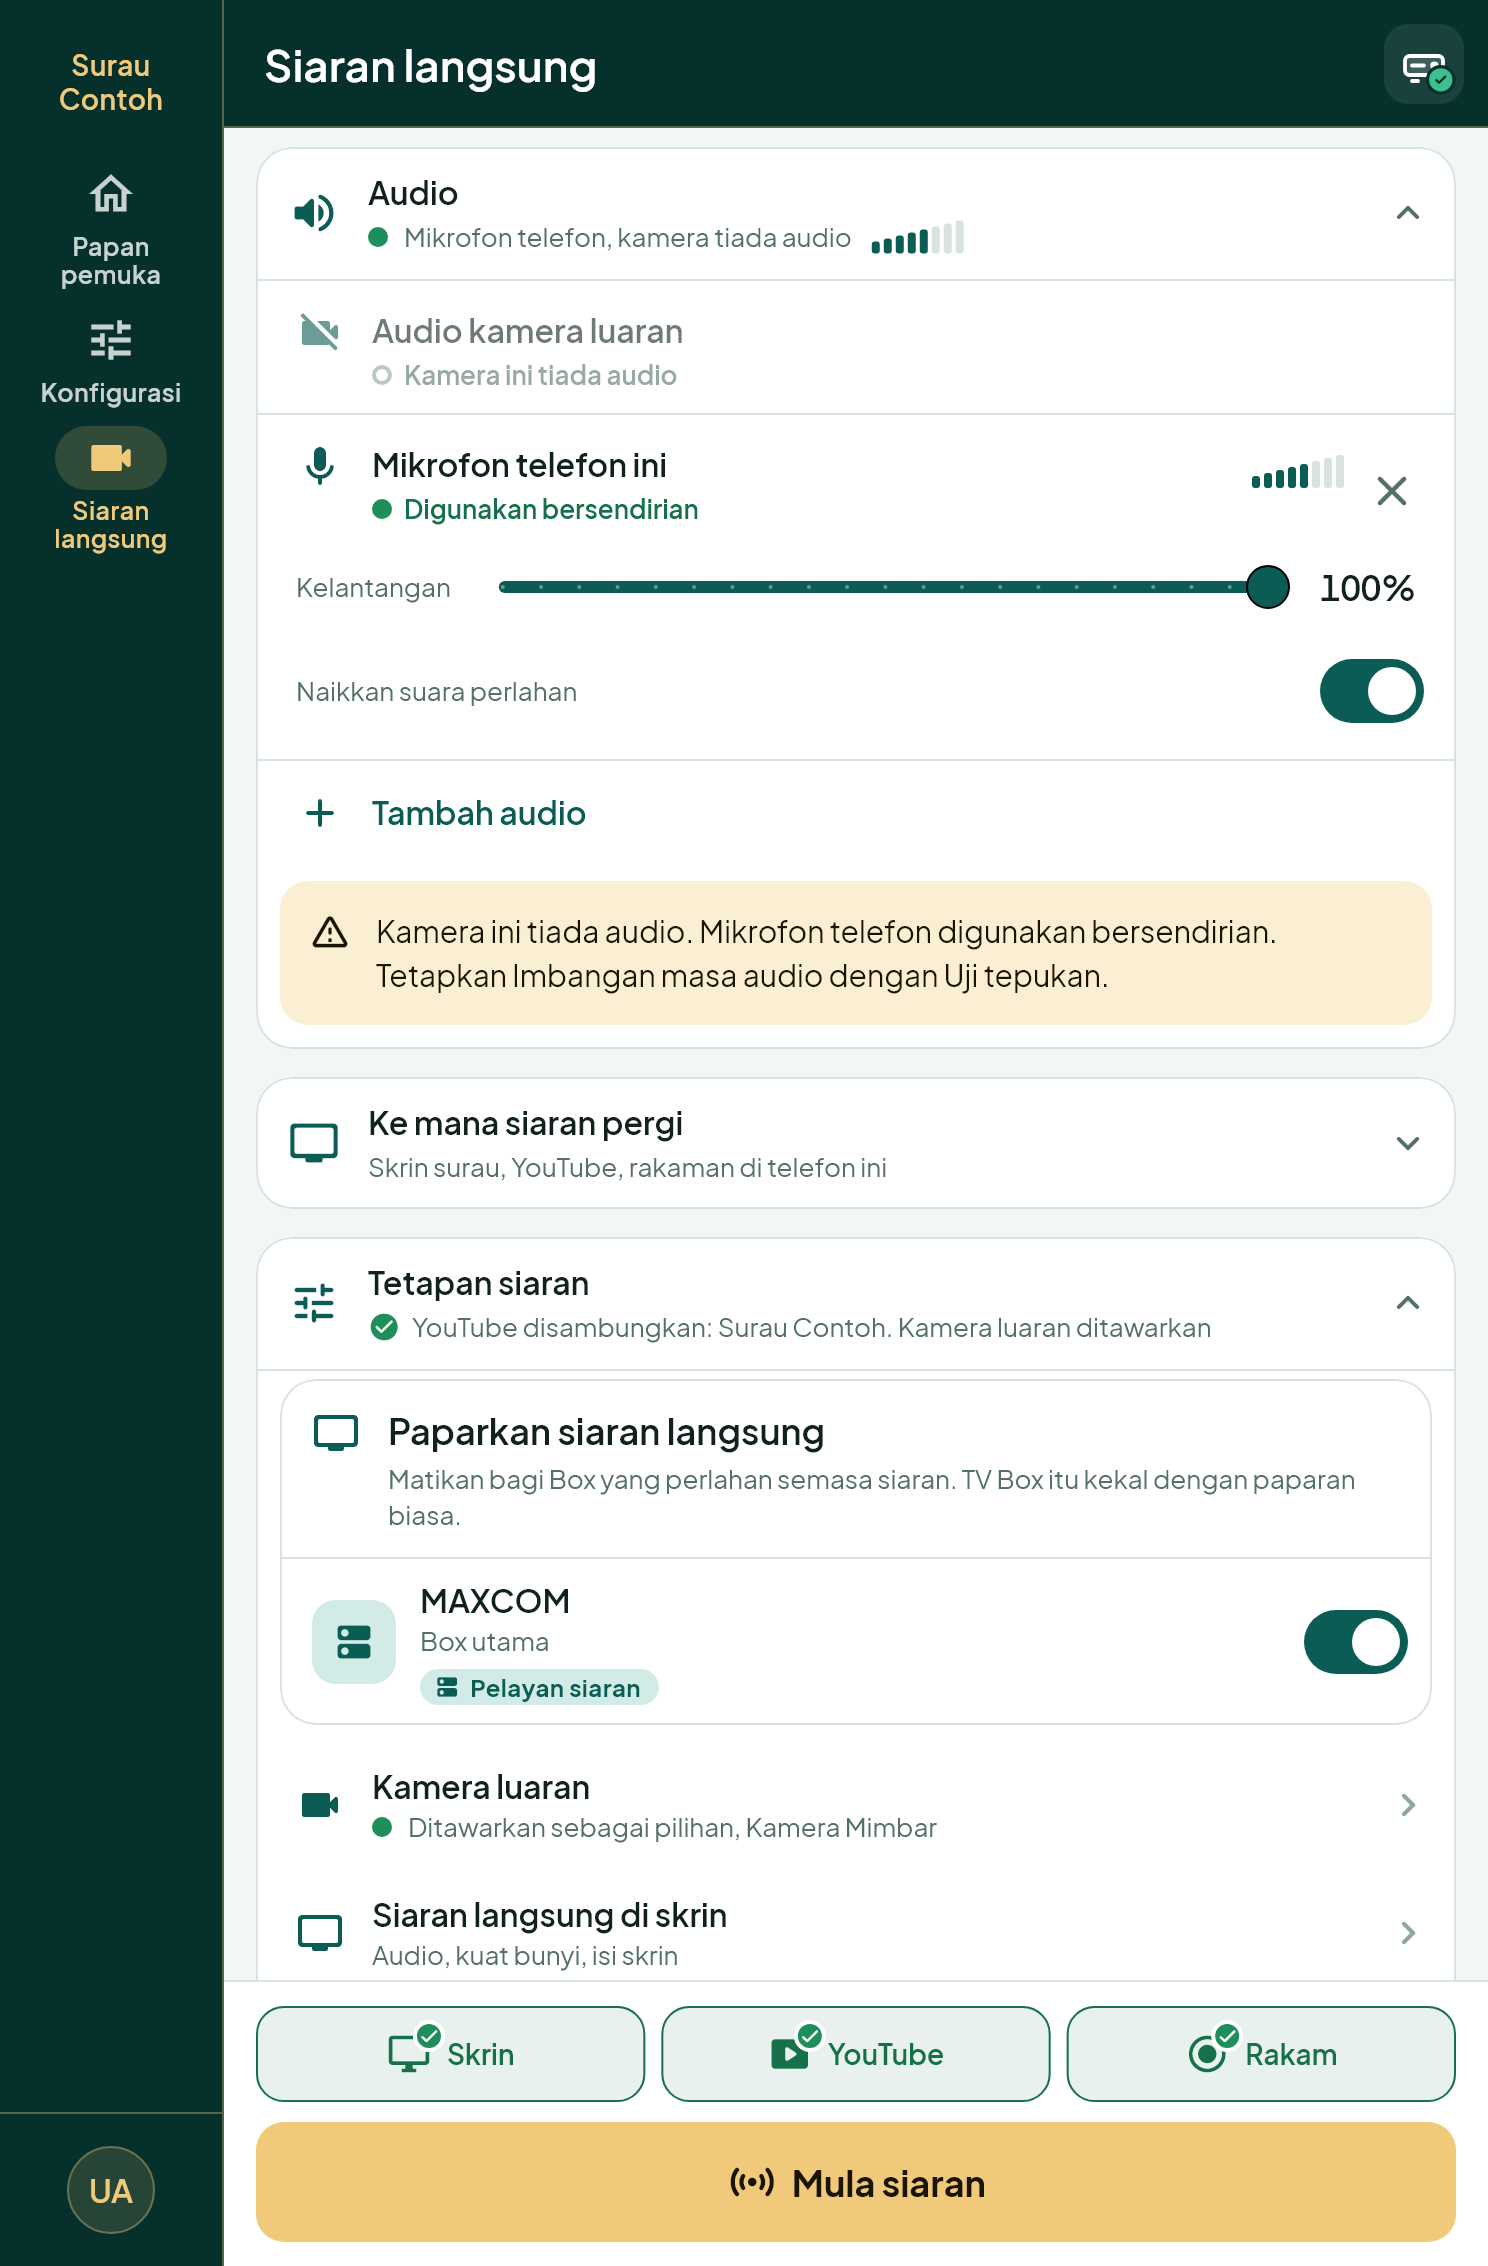 Surau
Contoh
Papan
pemuka
Konfigurasi
Siaran
langsung
UA
Siaran langsung
Audio
Mikrofon telefon, kamera tiada audio
Audio kamera luaran
Kamera ini tiada audio
Mikrofon telefon ini
Digunakan bersendirian
Kelantangan
100%
Naikkan suara perlahan
Tambah audio
Kamera ini tiada audio. Mikrofon telefon digunakan bersendirian.
Tetapkan Imbangan masa audio dengan Uji tepukan.
Ke mana siaran pergi
Skrin surau, YouTube, rakaman di telefon ini
Tetapan siaran
YouTube disambungkan: Surau Contoh. Kamera luaran ditawarkan
Paparkan siaran langsung
Matikan bagi Box yang perlahan semasa siaran. TV Box itu kekal dengan paparan
biasa.
MAXCOM
Box utama
Pelayan siaran
Kamera luaran
Ditawarkan sebagai pilihan, Kamera Mimbar
Siaran langsung di skrin
Audio, kuat bunyi, isi skrin
Skrin
YouTube
Rakam
Mula siaran